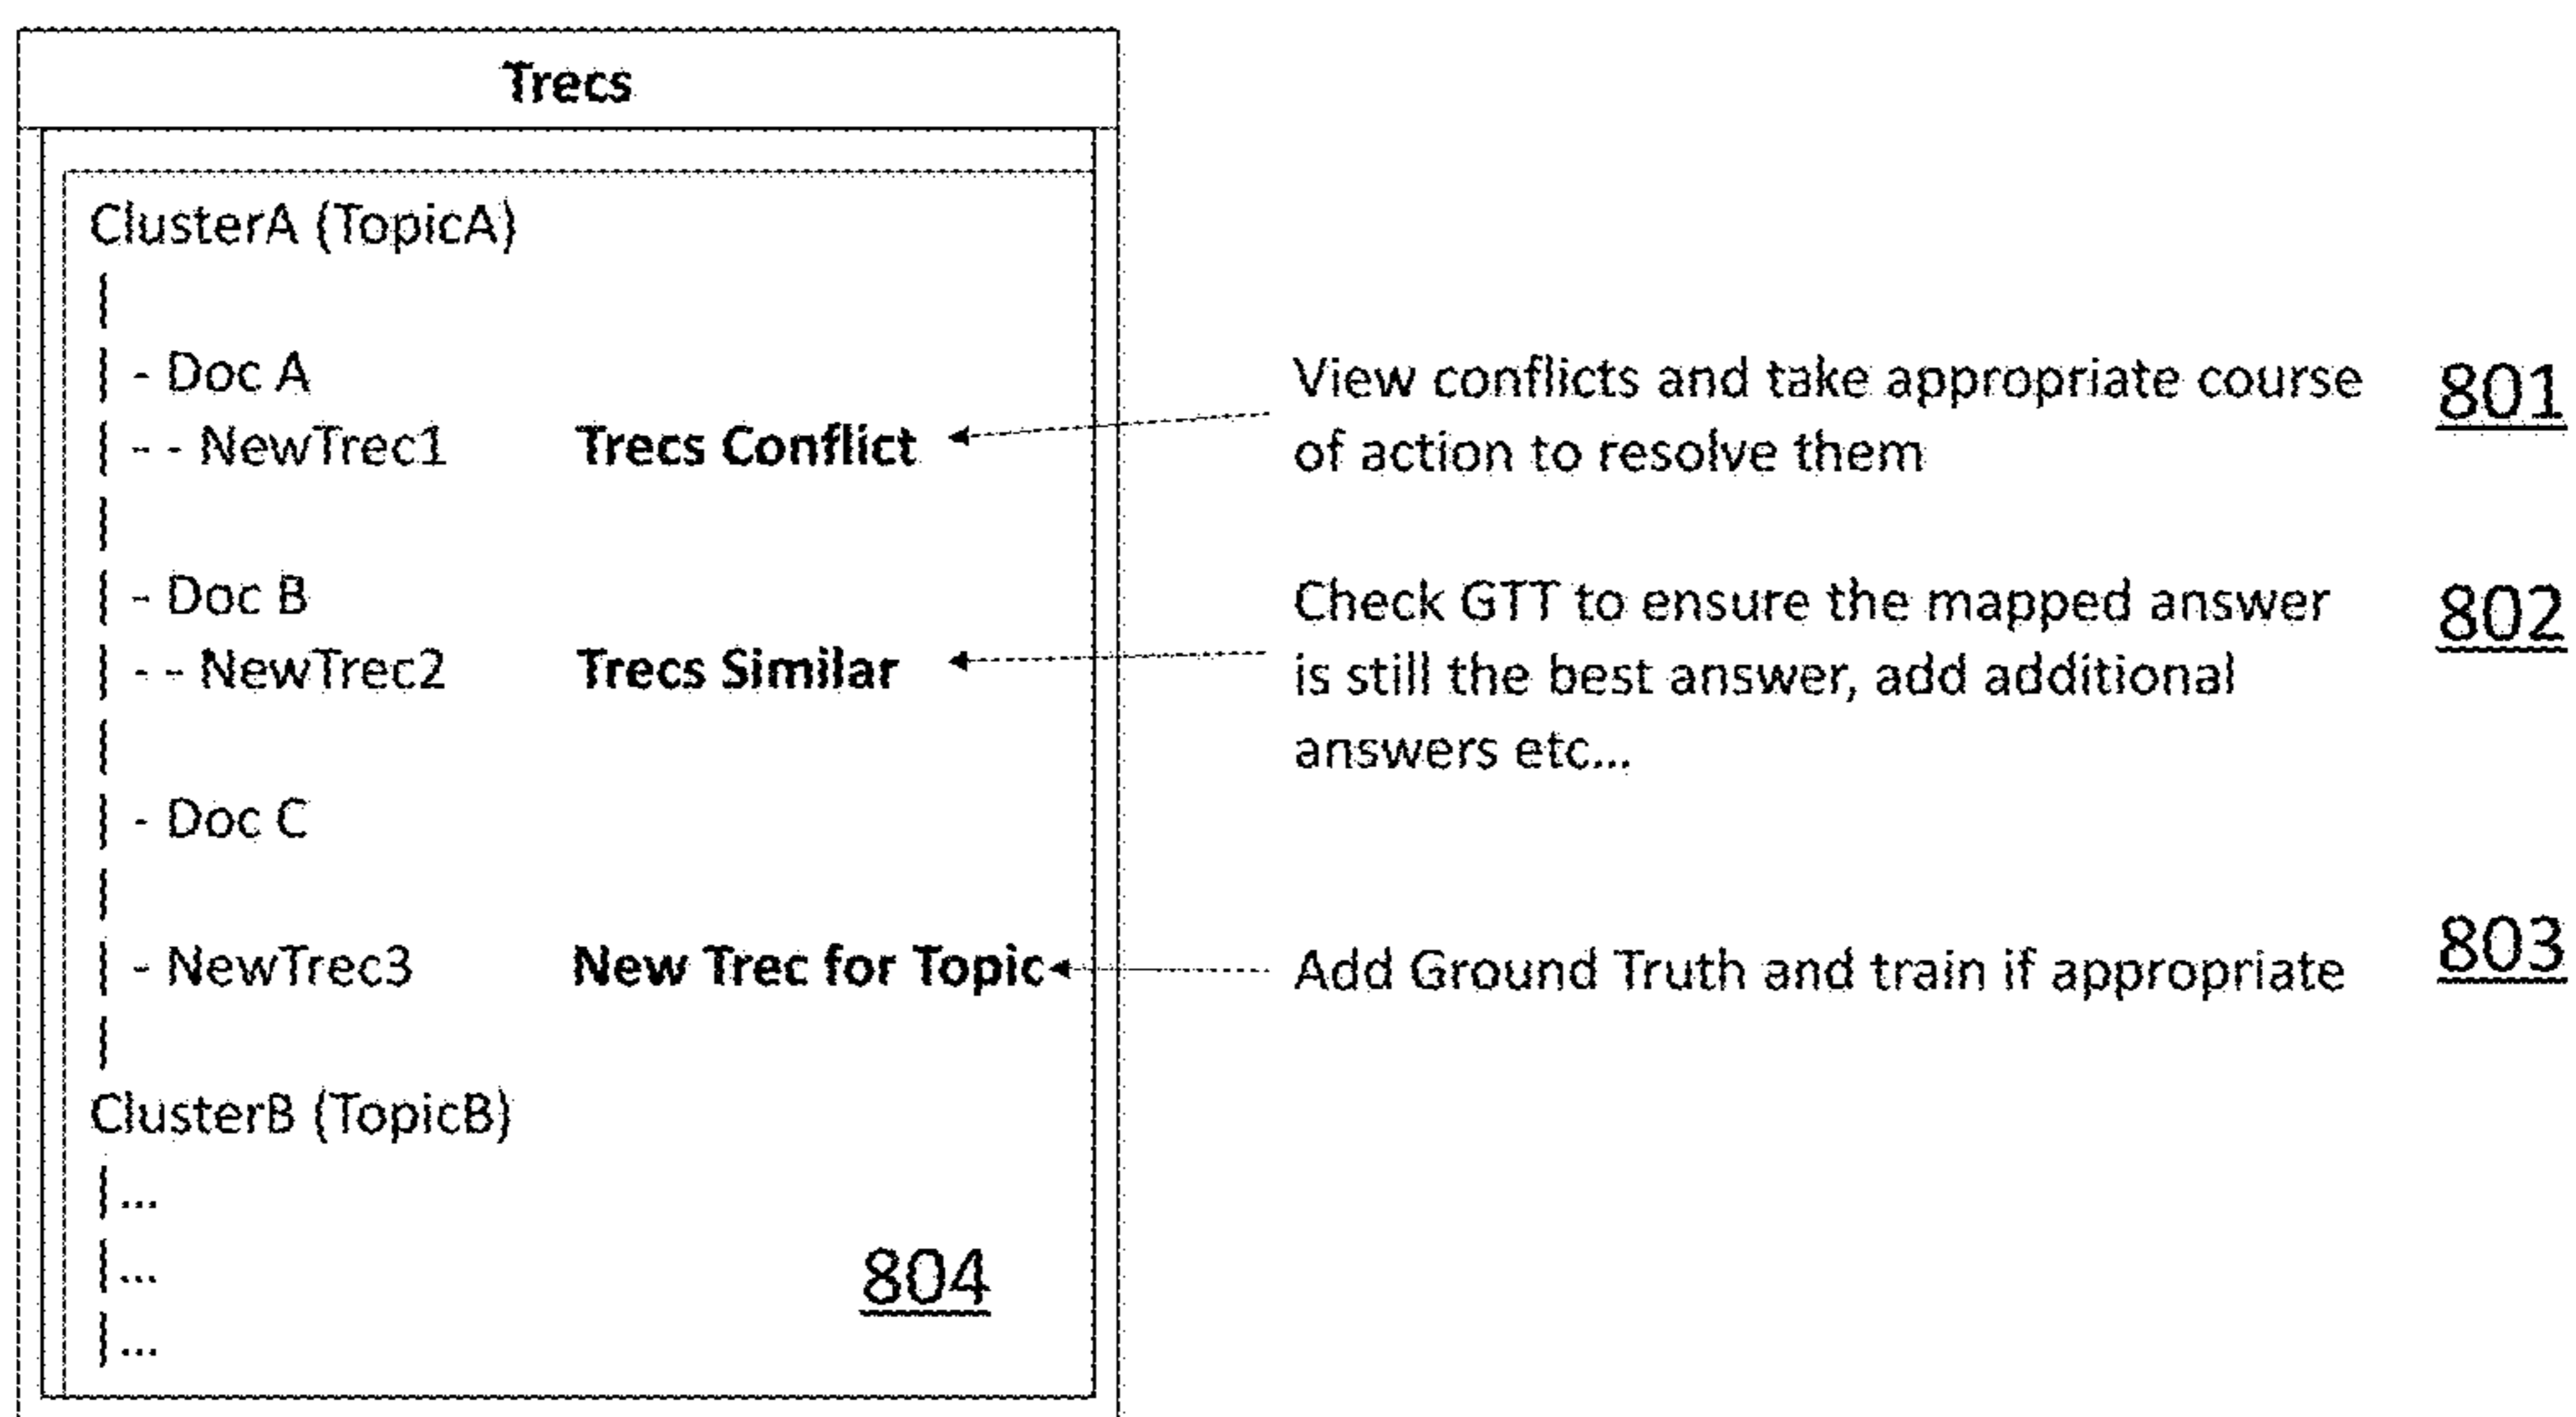 Trecs
ClusterA (TopicA)
|
| - Doc A
| - - NewTrec1 Trecs Conflict
|
| - Doc B
| - - NewTrec2 Trecs Similar
|
| - Doc C
|
| - NewTrec3 New Trec for Topic
|
ClusterB (TopicB)
| ...
| ...
| ...
804
View conflicts and take appropriate course
of action to resolve them
801
Check GTT to ensure the mapped answer
is still the best answer, add additional
answers etc...
802
Add Ground Truth and train if appropriate
803